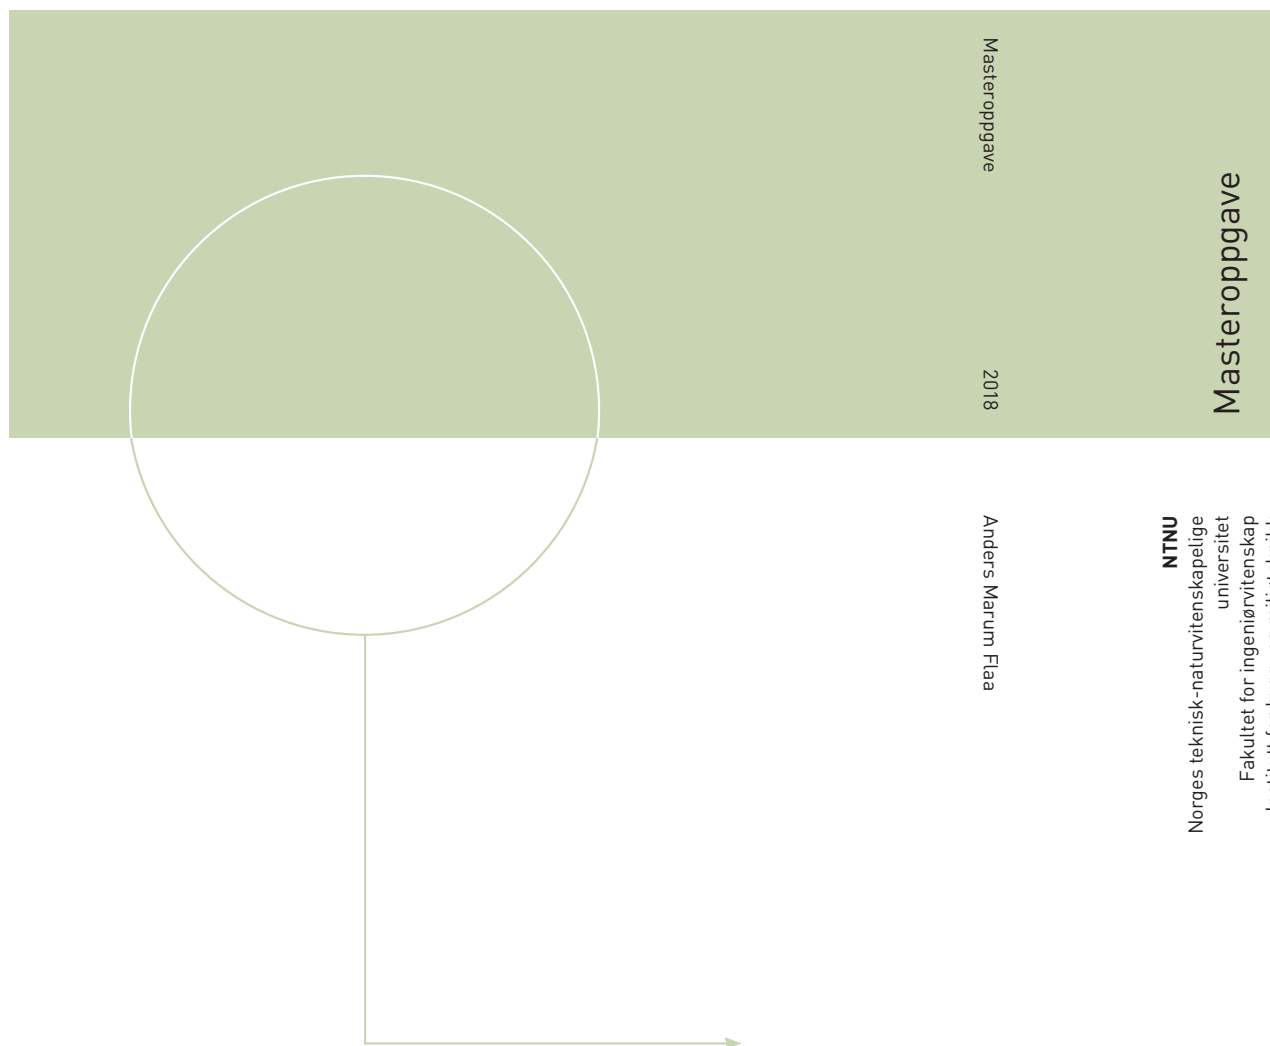 Masteroppgave
2018
Anders Marum Flaa
Masteroppgave
NTNU
Norges teknisk-naturvitenskapelige
universitet
Fakultet for ingeniørvitenskap